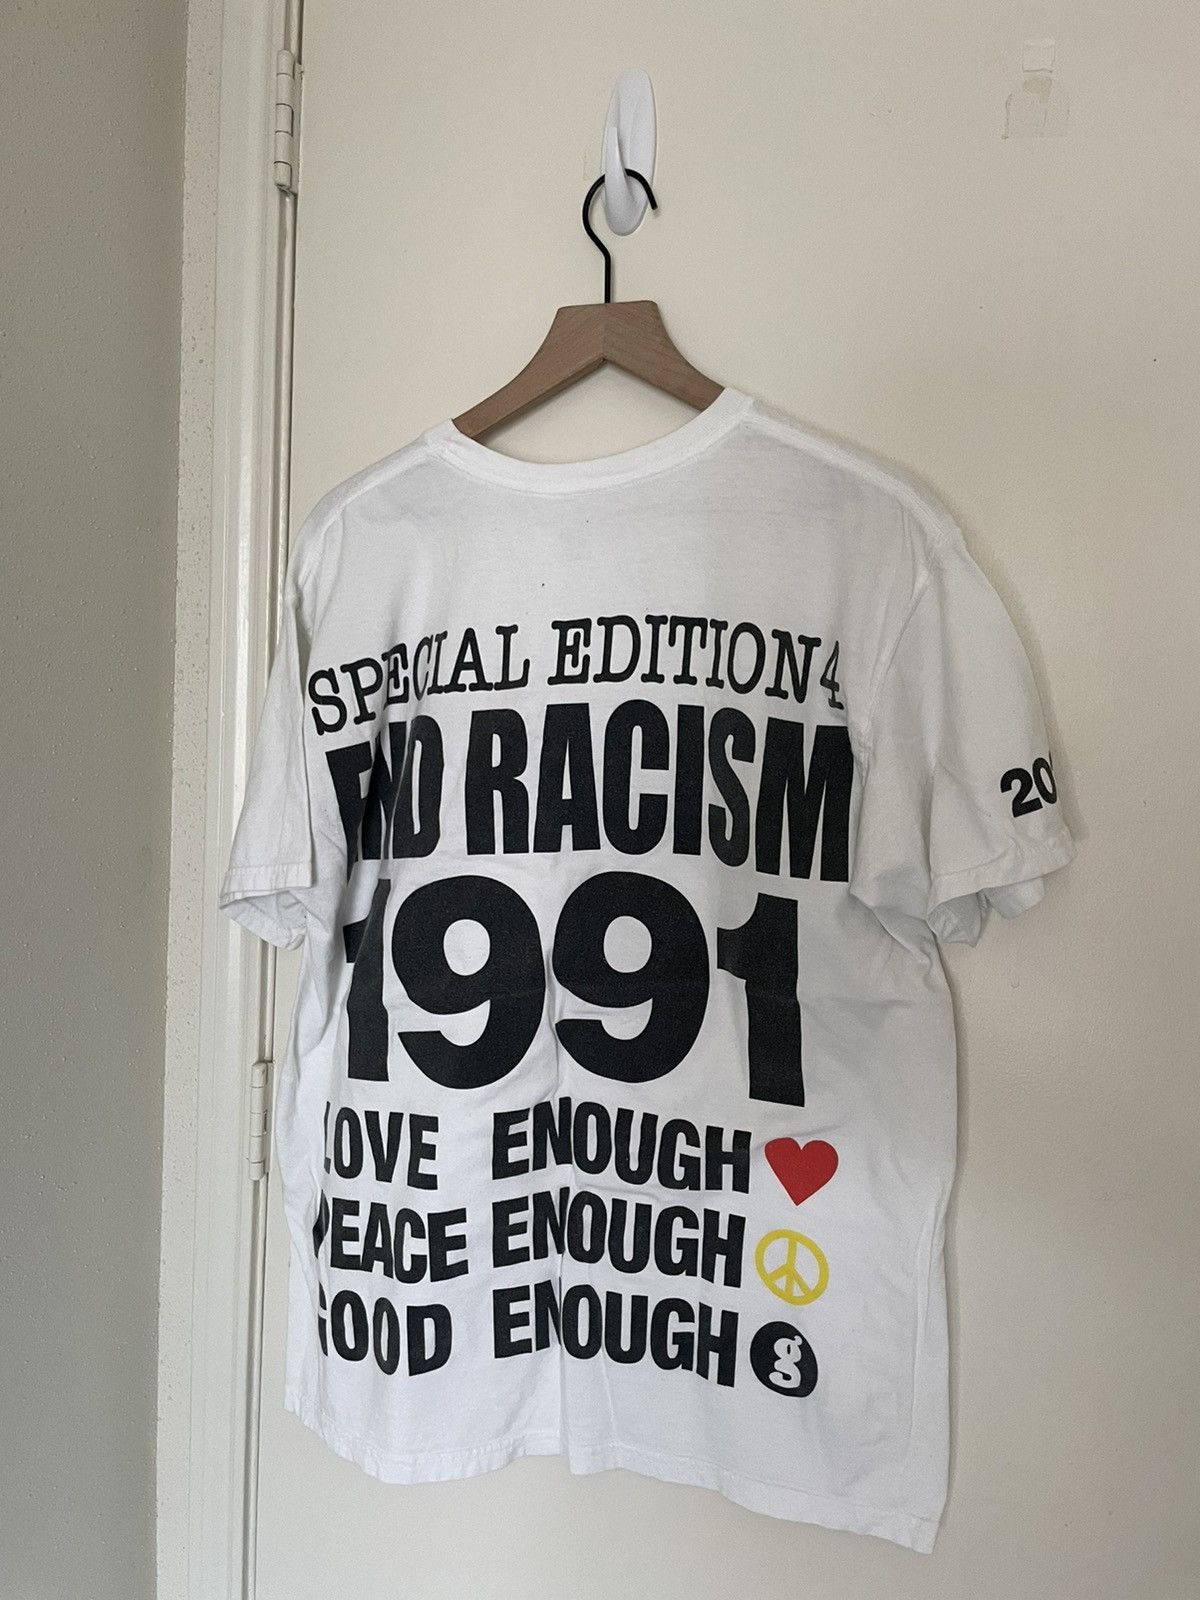 SPECIAL EDITION 4
END RACISM
1991
LOVE ENOUGH
PEACE ENOUGH
GOOD ENOUGH g
20